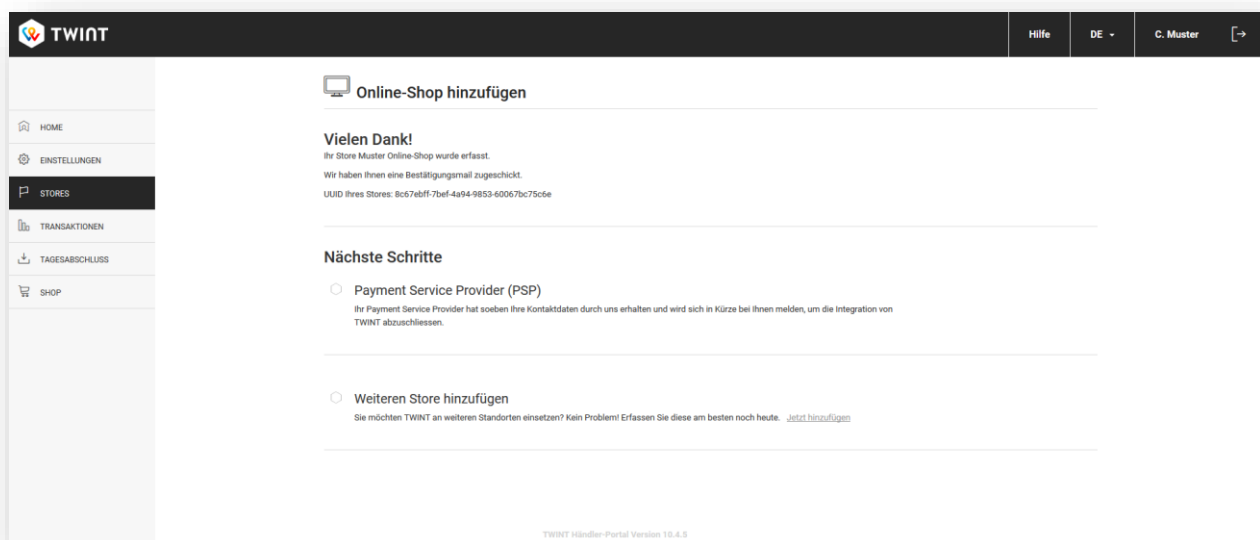 TWINT
Hilfe
DE
C. Muster
HOME
EINSTELLUNGEN
STORES
TRANSAKTIONEN
TAGESABSCHLUSS
SHOP
Online-Shop hinzufügen
Vielen Dank!
Ihr Store Muster Online-Shop wurde erfasst.
Wir haben Ihnen eine Bestätigungsmail zugeschickt.
UUID Ihres Stores: 8c67ebff-7bef-4a94-9853-60067bc75c6e
Nächste Schritte
Payment Service Provider (PSP)
Ihr Payment Service Provider hat soeben Ihre Kontaktdaten durch uns erhalten und wird sich in Kürze bei Ihnen melden, um die Integration von
TWINT abzuschliessen.
Weiteren Store hinzufügen
Sie möchten TWINT an weiteren Standorten einsetzen? Kein Problem! Erfassen Sie diese am besten noch heute. Jetzt hinzufügen
TWINT Händler-Portal Version 10.4.5